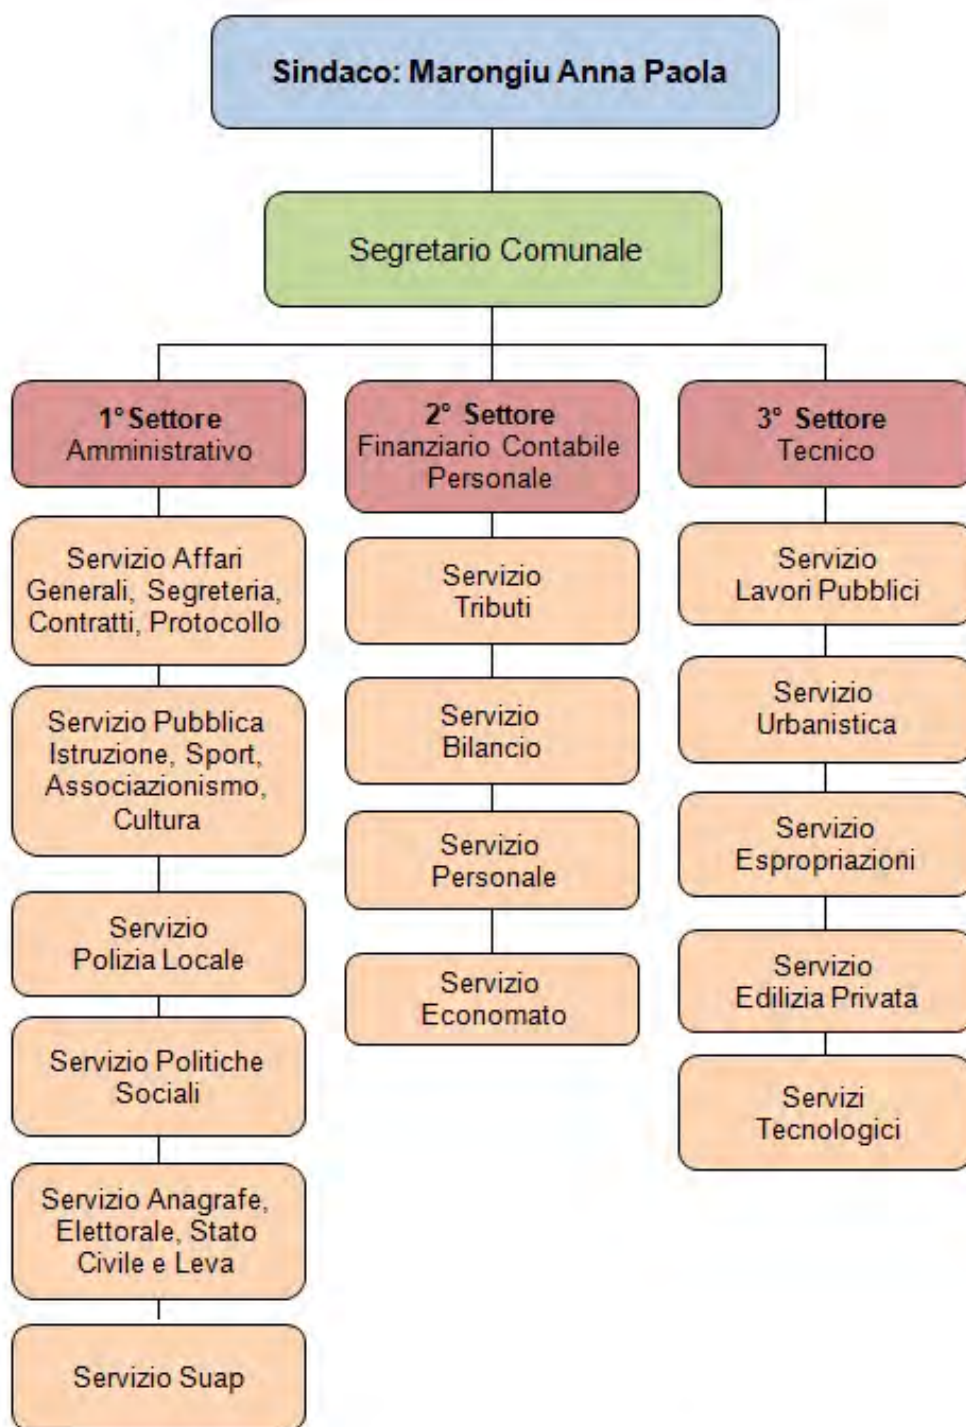 Sindaco: Marongiu Anna Paola
Segretario Comunale
1° Settore
Amministrativo
Servizio Affari
Generali, Segreteria,
Contratti, Protocollo
Servizio Pubblica
Istruzione, Sport,
Associazionismo,
Cultura
Servizio
Polizia Locale
Servizio Politiche
Sociali
Servizio Anagrafe,
Elettorale, Stato
Civile e Leva
Servizio Suap
2° Settore
Finanziario Contabile
Personale
Servizio
Tributi
Servizio
Bilancio
Servizio
Personale
Servizio
Economato
3° Settore
Tecnico
Servizio
Lavori Pubblici
Servizio
Urbanistica
Servizio
Espropriazioni
Servizio
Edilizia Privata
Servizi
Tecnologici